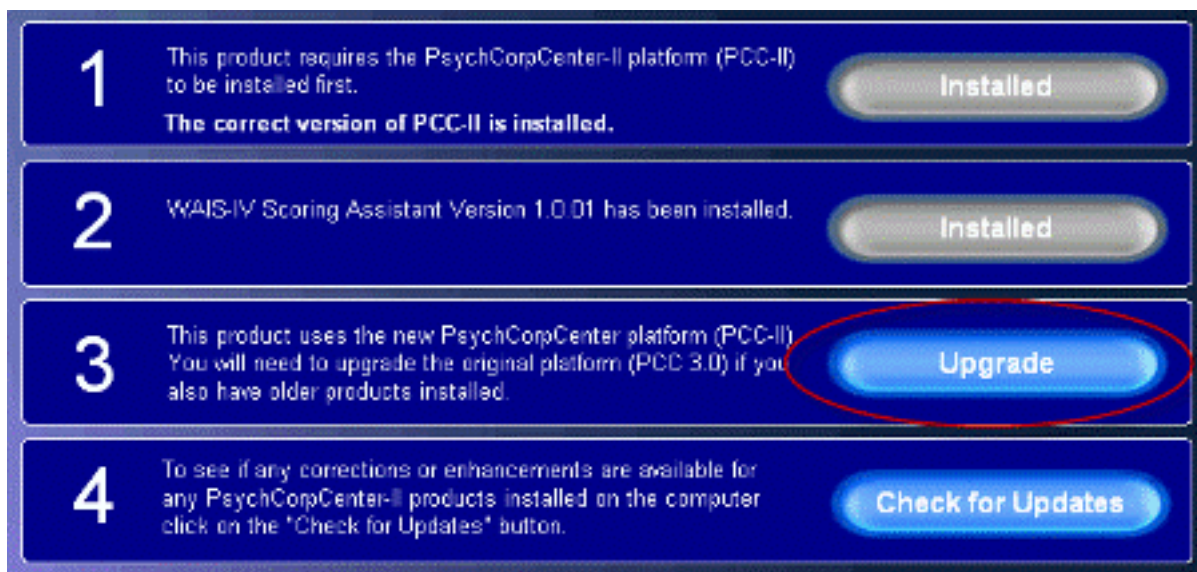 1
This product requires the PsychCorpCenter-II platform (PCC-II)
to be installed first.
The correct version of PCC-II is installed.
Installed
2
WAIS-IV Scoring Assistant Version 1.0.01 has been installed.
Installed
3
This product uses the new PsychCorpCenter platform (PCC-II).
You will need to upgrade the original platform (PCC 3.0) if you
also have older products installed.
Upgrade
4
To see if any corrections or enhancements are available for
any PsychCorpCenter-II products installed on the computer
click on the "Check for Updates" button.
Check for Updates